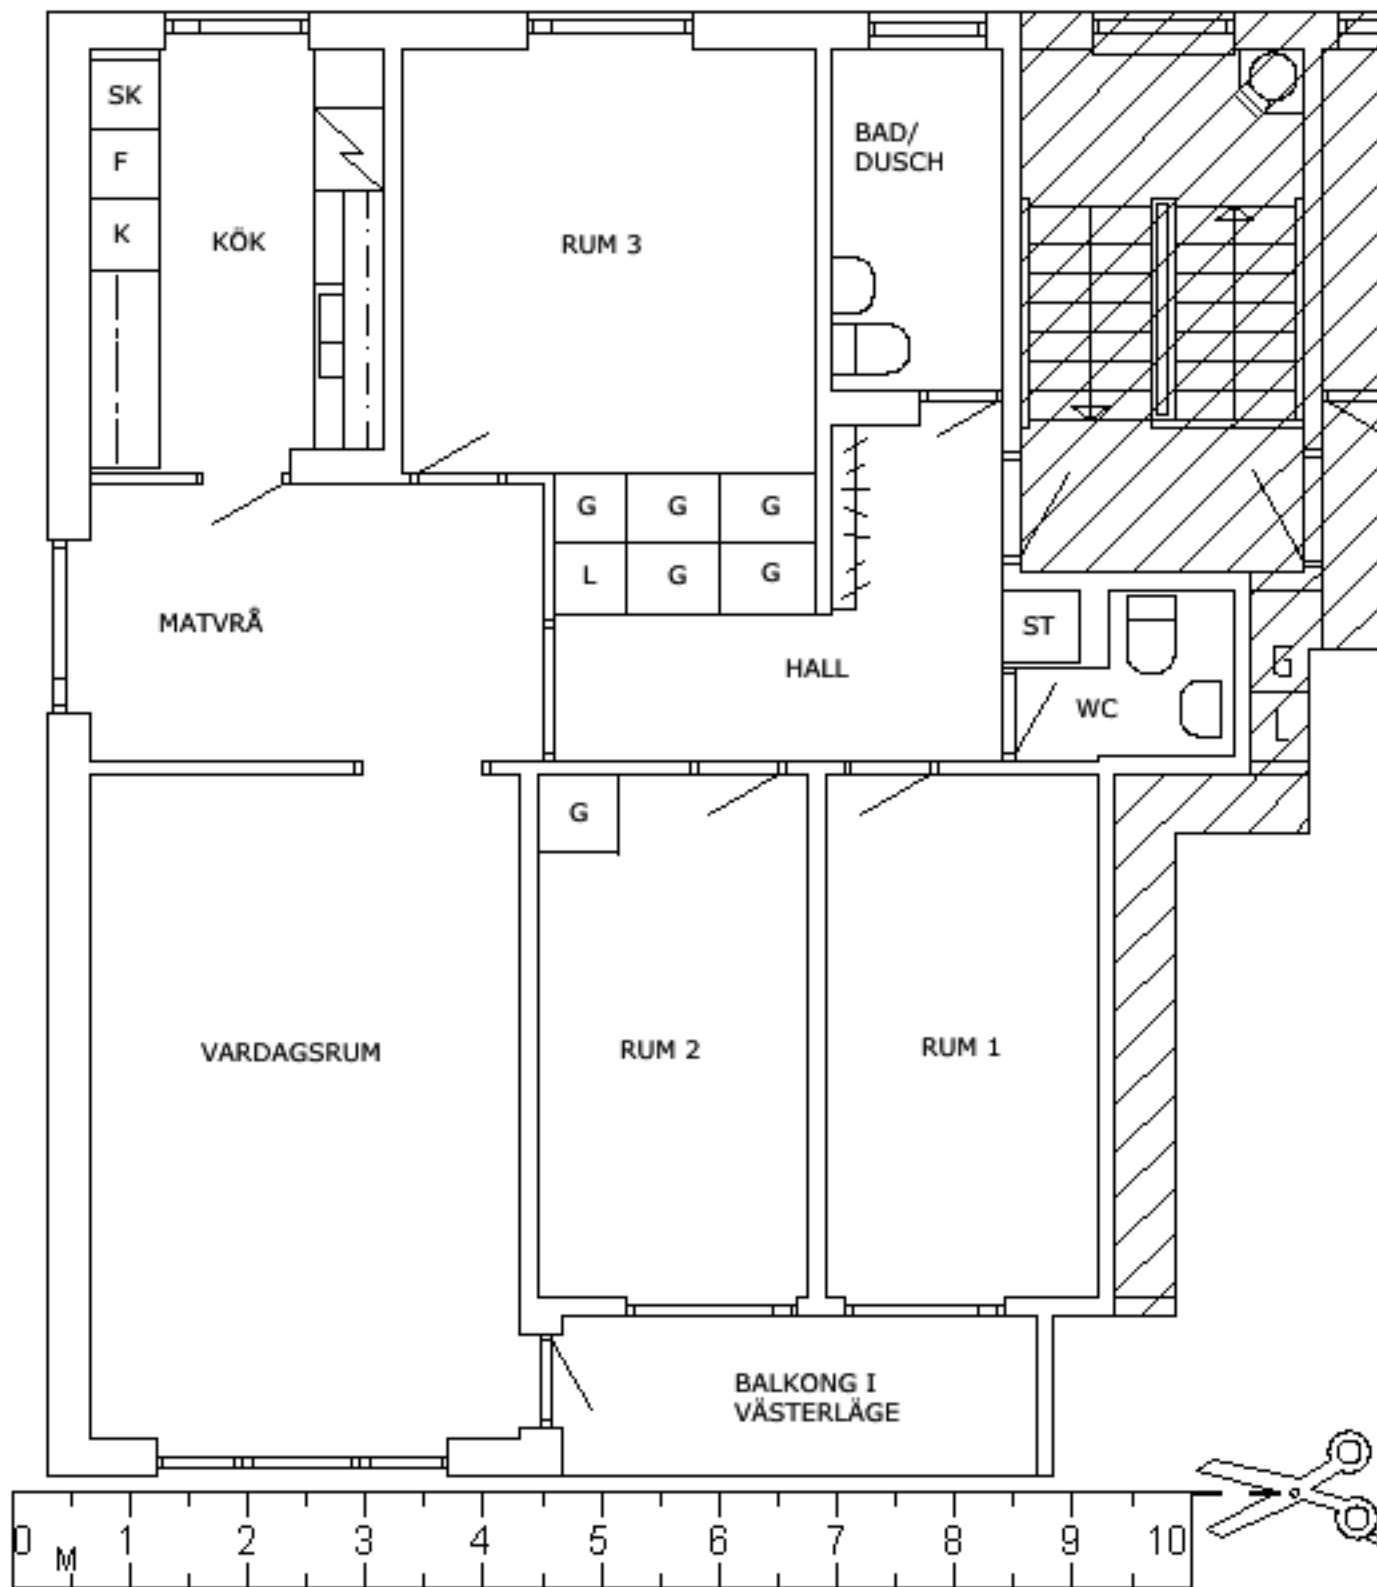 SK
F
K
KÖK
RUM 3
BAD/
DUSCH
G G G
L G G
MATVRÅ
HALL
ST
WC
G
L
G
VARDAGSRUM
RUM 2
RUM 1
BALKONG I
VÄSTERLÄGE
0 1 2 3 4 5 6 7 8 9 10
M